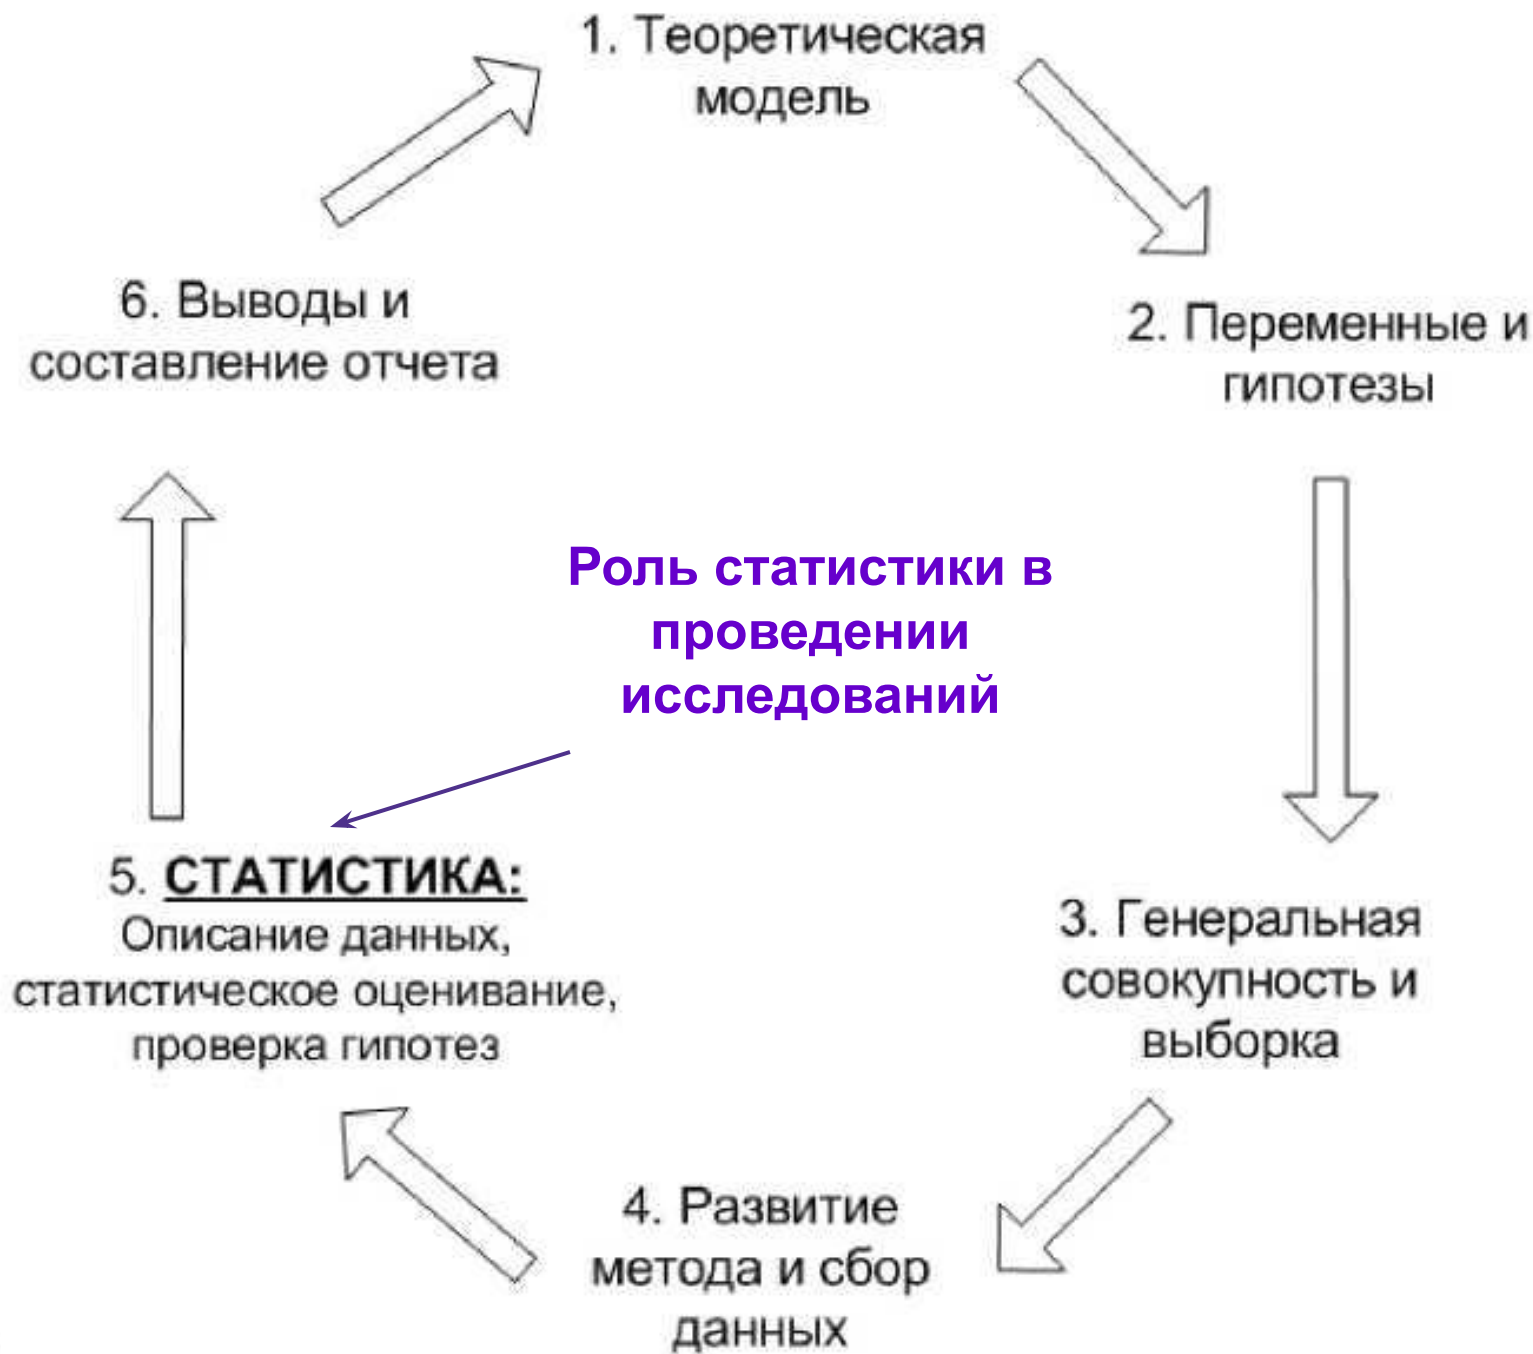 1. Теоретическая
модель
2. Переменные и
гипотезы
3. Генеральная
совокупность и
выборка
4. Развитие
метода и сбор
данных
5. СТАТИСТИКА:
Описание данных,
статистическое оценивание,
проверка гипотез
6. Выводы и
составление отчета
Роль статистики в
проведении
исследований